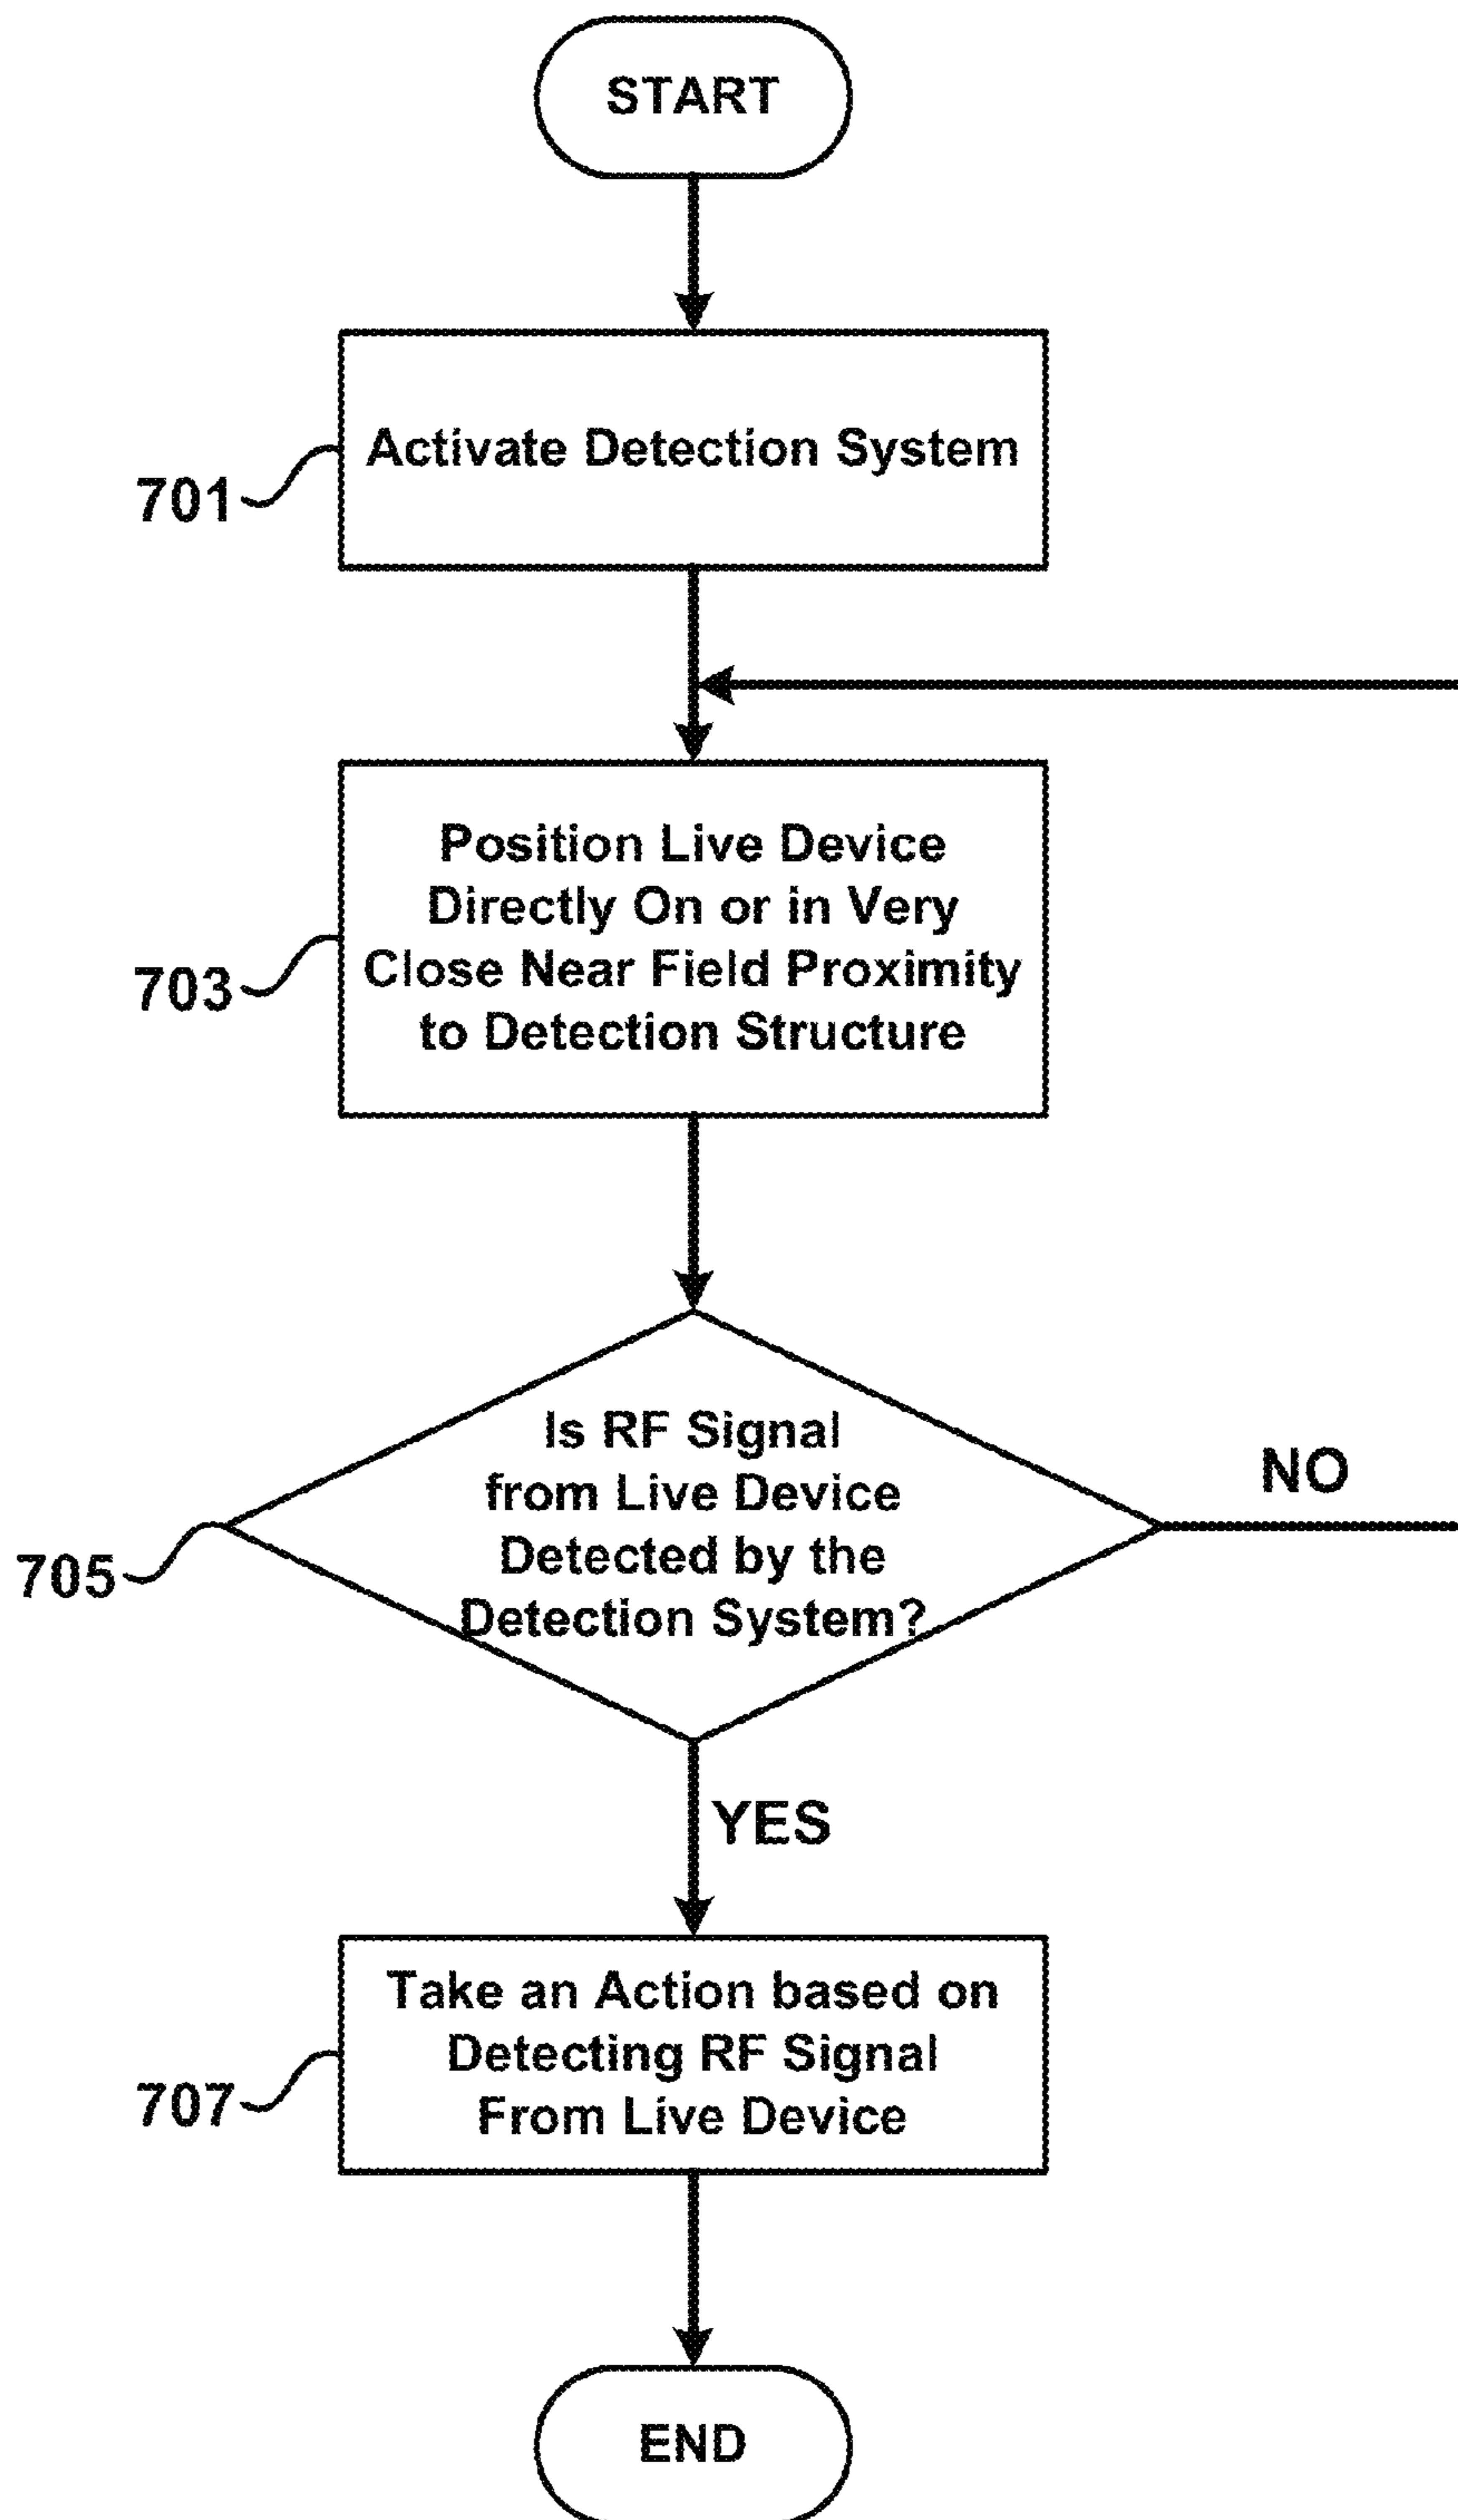 START
Activate Detection System
701
Position Live Device
Directly On or in Very
Close Near Field Proximity
to Detection Structure
703
Is RF Signal
from Live Device
Detected by the
Detection System?
NO
705
YES
Take an Action based on
Detecting RF Signal
From Live Device
707
END